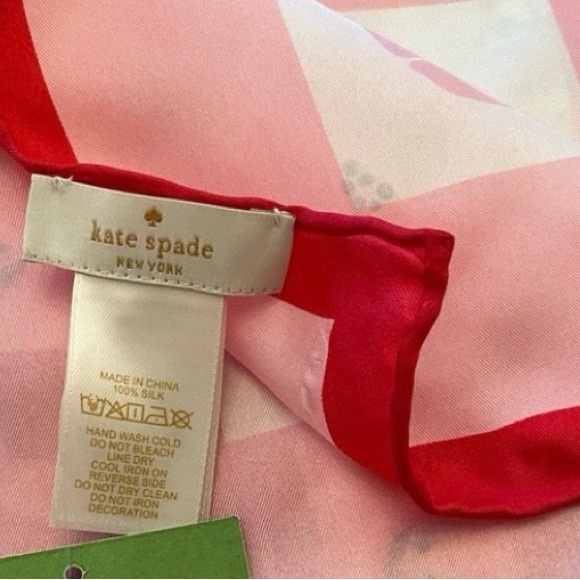 kate spade
NEW YORK
MADE IN CHINA
100% SILK
HAND WASH COLD
DO NOT BLEACH
LINE DRY
COOL IRON ON
REVERSE SIDE
DO NOT DRY CLEAN
DO NOT IRON
DECORATION